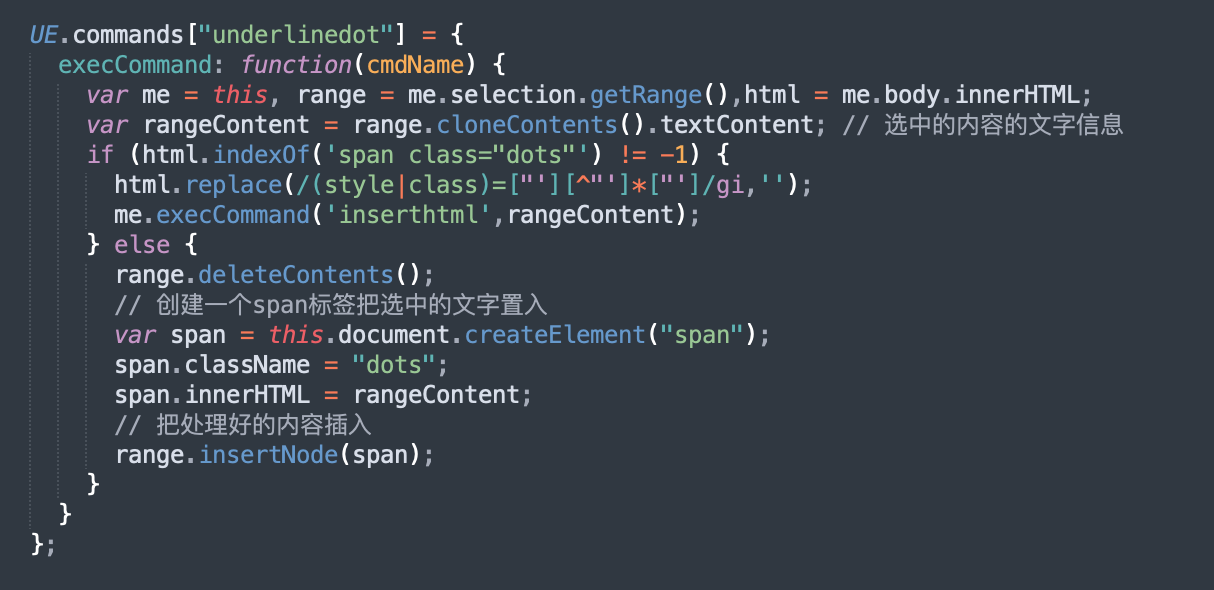 UE.commands["underlinedot"] = {
  execCommand: function(cmdName) {
    var me = this, range = me.selection.getRange(),html = me.body.innerHTML;
    var rangeContent = range.cloneContents().textContent; // 选中的内容的文字信息
    if (html.indexOf('span class="dots"') != -1) {
      html.replace(/(style|class)=["'][^"']*["']/gi,'');
      me.execCommand('inserthtml',rangeContent);
    } else {
      range.deleteContents();
      // 创建一个span标签把选中的文字置入
      var span = this.document.createElement("span");
      span.className = "dots";
      span.innerHTML = rangeContent;
      // 把处理好的内容插入
      range.insertNode(span);
    }
  }
};